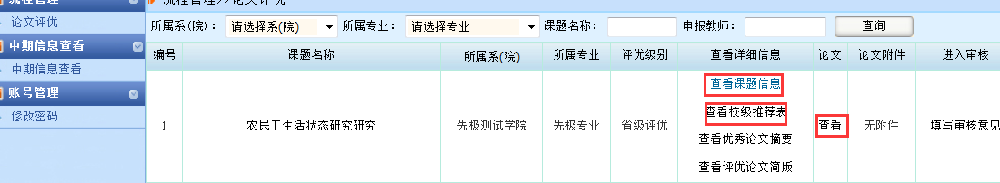 流程管理
流程管理>>论文评优
论文评优
所属系(院): 请选择系(院) 所属专业: 请选择专业 课题名称: 申报教师: 查询
中期信息查看
编号 课题名称 所属系(院) 所属专业 评优级别 查看详细信息 论文 论文附件 进入审核
中期信息查看
账号管理
查看课题信息
修改密码
查看校级推荐表
1 农民工生活状态研究研究 先极测试学院 先极专业 省级评优 查看 无附件 填写审核意见
查看优秀论文摘要
查看评优论文简版